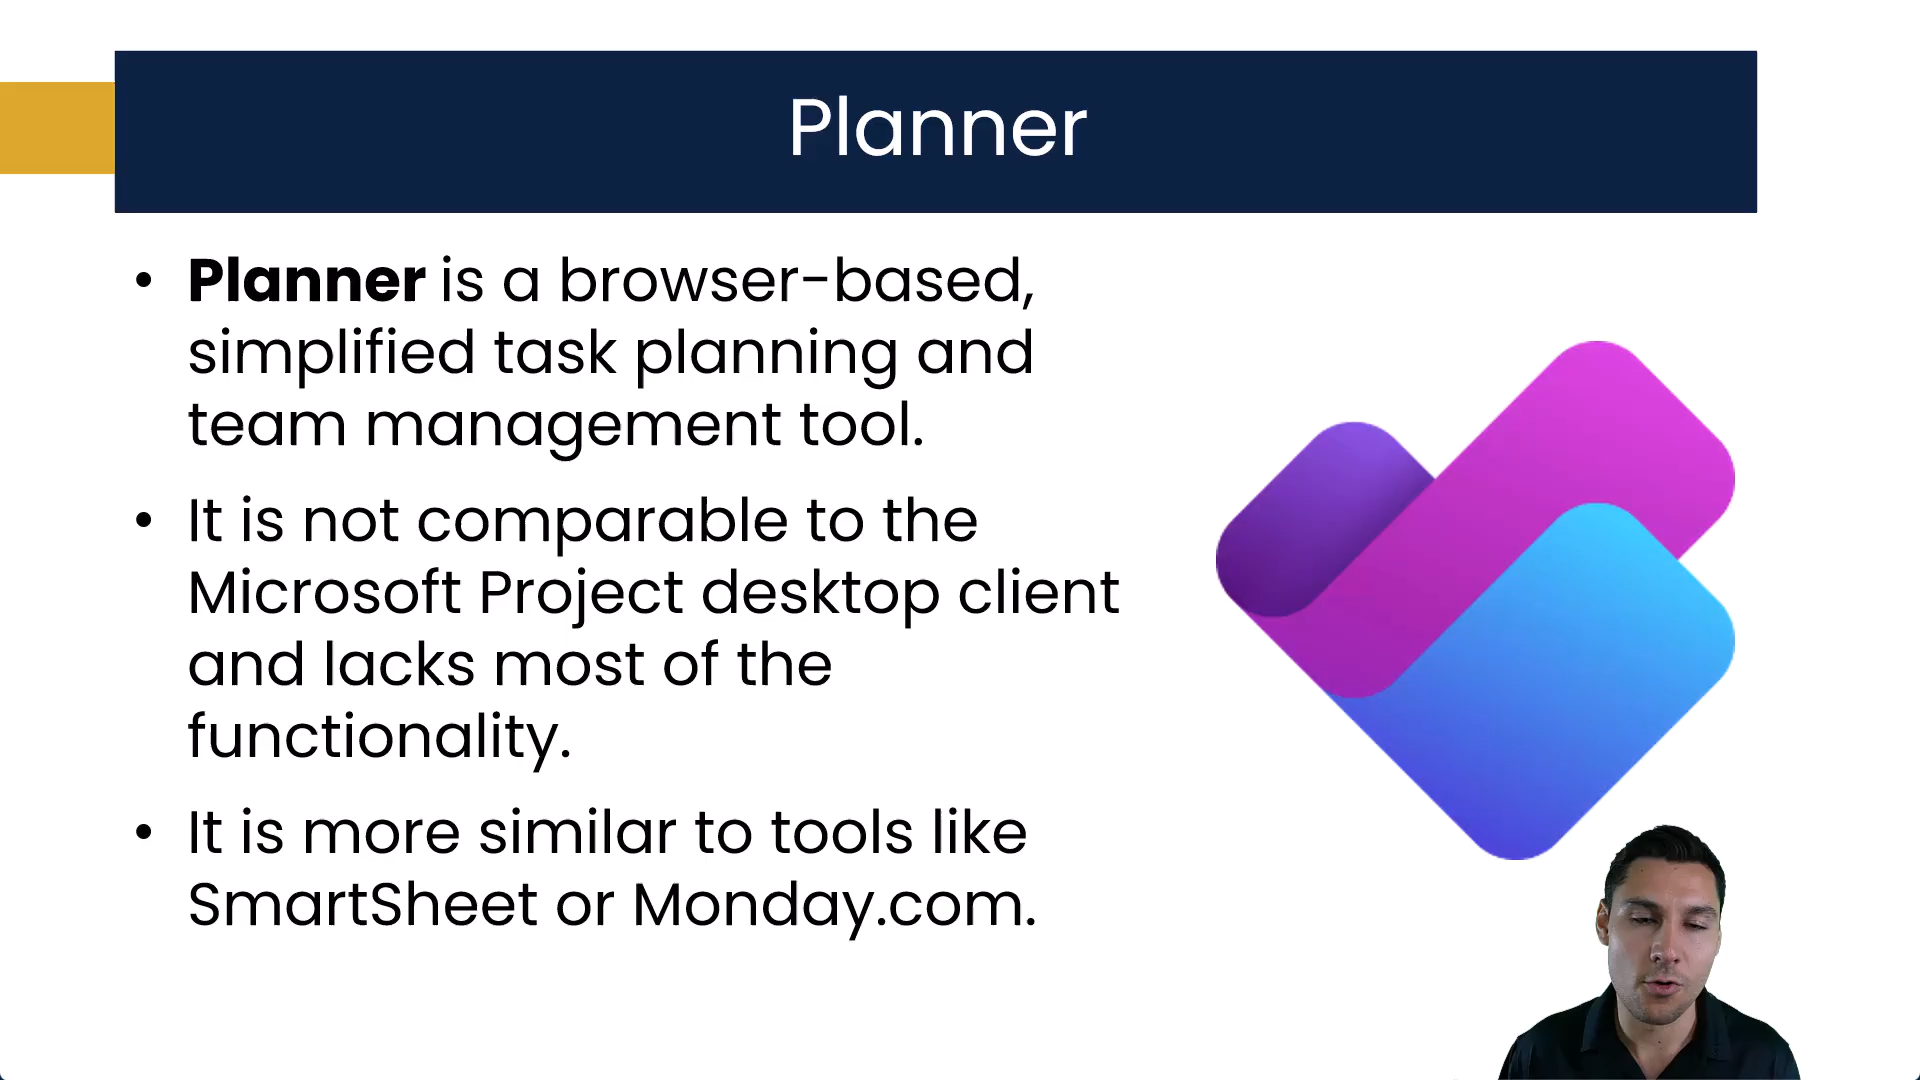 Planner
• Planner is a browser-based,
simplified task planning and
team management tool.
• It is not comparable to the
Microsoft Project desktop client
and lacks most of the
functionality.
• It is more similar to tools like
SmartSheet or Monday.com.